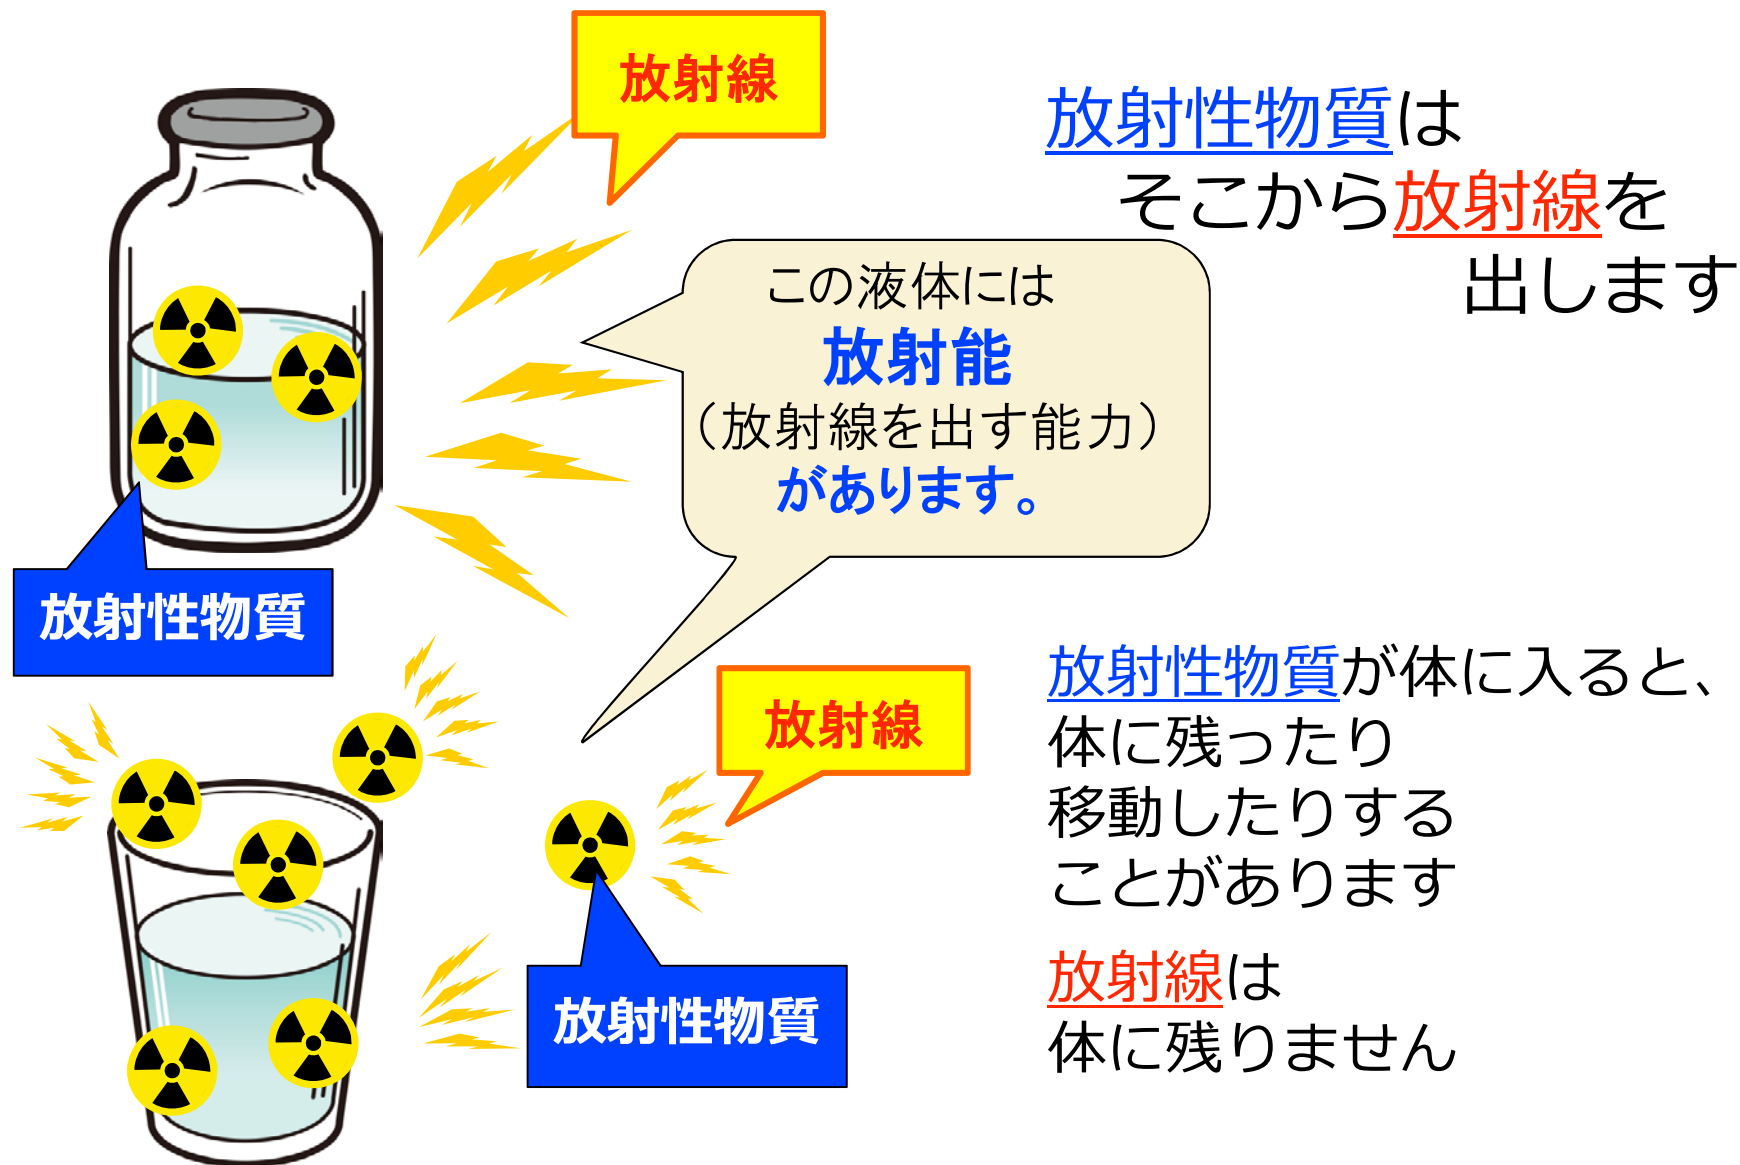 放射線
放射性物質は
そこから放射線を
出します
この液体には
放射能
（放射線を出す能力）
があります。
放射性物質
放射線
放射性物質が体に入ると、
体に残ったり
移動したりする
ことがあります
放射性物質
放射線は
体に残りません